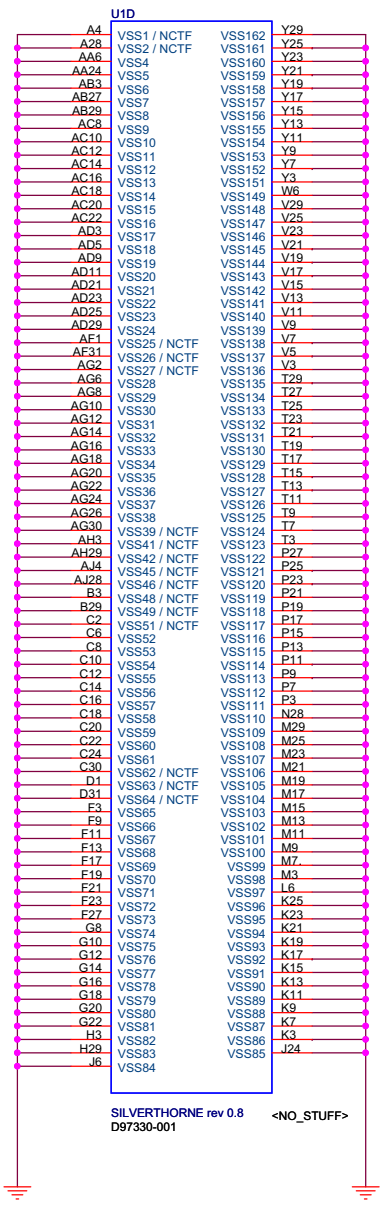 U1D
A4 VSS1 / NCTF VSS162 Y29
A28 VSS2 / NCTF VSS161 Y25
AA6 VSS4 VSS160 Y23
AA24 VSS5 VSS159 Y21
AB3 VSS6 VSS158 Y19
AB27 VSS7 VSS157 Y17
AB29 VSS8 VSS156 Y15
AC8 VSS9 VSS155 Y13
AC10 VSS10 VSS154 Y11
AC12 VSS11 VSS153 Y9
AC14 VSS12 VSS152 Y7
AC16 VSS13 VSS151 Y3
AC18 VSS14 VSS149 W6
AC20 VSS15 VSS148 V29
AC22 VSS16 VSS147 V25
AD3 VSS17 VSS146 V23
AD5 VSS18 VSS145 V21
AD9 VSS19 VSS144 V19
AD11 VSS20 VSS143 V17
AD21 VSS21 VSS142 V15
AD23 VSS22 VSS141 V13
AD25 VSS23 VSS140 V11
AD29 VSS24 VSS139 V9
AF1 VSS25 / NCTF VSS138 V7
AF31 VSS26 / NCTF VSS137 V5
AG2 VSS27 / NCTF VSS136 V3
AG6 VSS28 VSS135 T29
AG8 VSS29 VSS134 T27
AG10 VSS30 VSS133 T25
AG12 VSS31 VSS132 T23
AG14 VSS32 VSS131 T21
AG16 VSS33 VSS130 T19
AG18 VSS34 VSS129 T17
AG20 VSS35 VSS128 T15
AG22 VSS36 VSS127 T13
AG24 VSS37 VSS126 T11
AG26 VSS38 VSS125 T9
AG30 VSS39 / NCTF VSS124 T7
AH3 VSS41 / NCTF VSS123 T3
AH29 VSS42 / NCTF VSS122 P27
AJ4 VSS45 / NCTF VSS121 P25
AJ28 VSS46 / NCTF VSS120 P23
B3 VSS48 / NCTF VSS119 P21
B29 VSS49 / NCTF VSS118 P19
C2 VSS51 / NCTF VSS117 P17
C6 VSS52 VSS116 P15
C8 VSS53 VSS115 P13
C10 VSS54 VSS114 P11
C12 VSS55 VSS113 P9
C14 VSS56 VSS112 P7
C16 VSS57 VSS111 P3
C18 VSS58 VSS110 N28
C20 VSS59 VSS109 M29
C22 VSS60 VSS108 M25
C24 VSS61 VSS107 M23
C30 VSS62 / NCTF VSS106 M21
D1 VSS63 / NCTF VSS105 M19
D31 VSS64 / NCTF VSS104 M17
F3 VSS65 VSS103 M15
F9 VSS66 VSS102 M13
F11 VSS67 VSS101 M11
F13 VSS68 VSS100 M9
F17 VSS69 VSS99 M7
F19 VSS70 VSS98 M3
F21 VSS71 VSS97 L6
F23 VSS72 VSS96 K25
F27 VSS73 VSS95 K23
G8 VSS74 VSS94 K21
G10 VSS75 VSS93 K19
G12 VSS76 VSS92 K17
G14 VSS77 VSS91 K15
G16 VSS78 VSS90 K13
G18 VSS79 VSS89 K11
G20 VSS80 VSS88 K9
G22 VSS81 VSS87 K7
H3 VSS82 VSS86 K3
H29 VSS83 VSS85 J24
J6 VSS84
SILVERTHORNE rev 0.8 <NO_STUFF>
D97330-001